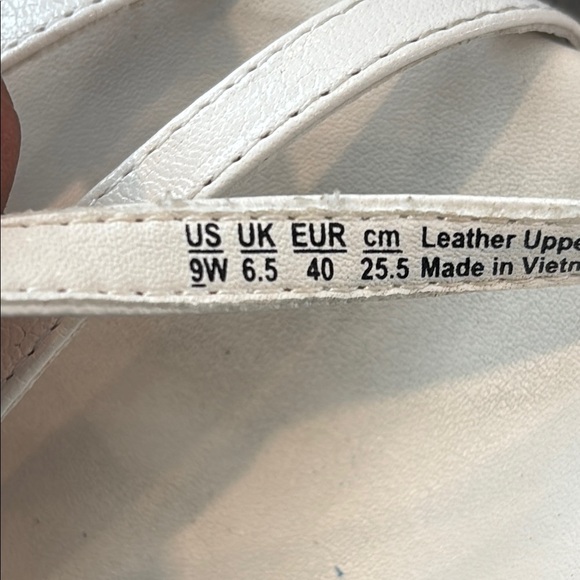 US UK EUR cm Leather Uppe
9W 6.5 40 25.5 Made in Vietn